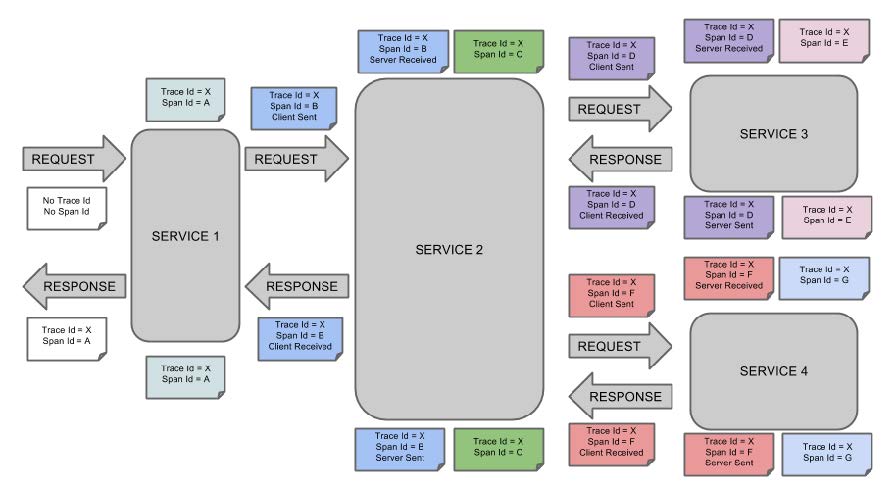 Trace Id = X
Span Id = A
No Trace Id
No Span Id
REQUEST
RESPONSE
Trace Id = X
Span Id = A
SERVICE 1
Trace Id = X
Span Id = A
Trace Id = X
Span Id = B
Client Sent
REQUEST
RESPONSE
Trace Id = X
Span Id = B
Client Received
Trace Id = X
Span Id = B
Server Received
Trace Id = X
Span Id = C
SERVICE 2
Trace Id = X
Span Id = B
Server Sent
Trace Id = X
Span Id = C
Trace Id = X
Span Id = D
Client Sent
REQUEST
RESPONSE
Trace Id = X
Span Id = D
Client Received
Trace Id = X
Span Id = D
Server Received
Trace Id = X
Span Id = E
SERVICE 3
Trace Id = X
Span Id = D
Server Sent
Trace Id = X
Span Id = E
Trace Id = X
Span Id = F
Client Sent
REQUEST
RESPONSE
Trace Id = X
Span Id = F
Client Received
Trace Id = X
Span Id = F
Server Received
Trace Id = X
Span Id = G
SERVICE 4
Trace Id = X
Span Id = F
Server Sent
Trace Id = X
Span Id = G